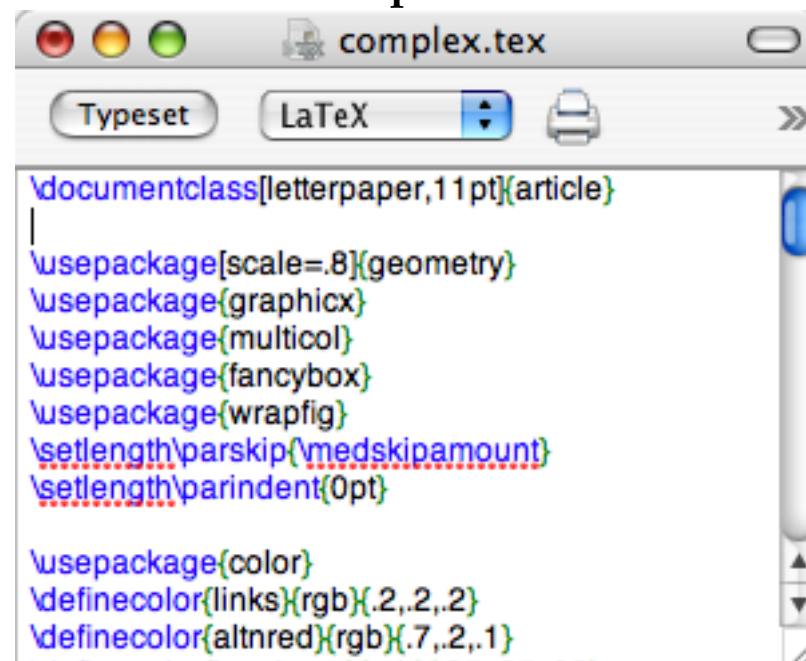 complex.tex
Typeset LaTeX »
\documentclass[letterpaper,11pt]{article}
\usepackage[scale=.8]{geometry}
\usepackage{graphicx}
\usepackage{multicol}
\usepackage{fancybox}
\usepackage{wrapfig}
\setlength\parskip{\medskipamount}
\setlength\parindent{0pt}
\usepackage{color}
\definecolor{links}{rgb}{.2,.2,.2}
\definecolor{altnred}{rgb}{.7,.2,.1}